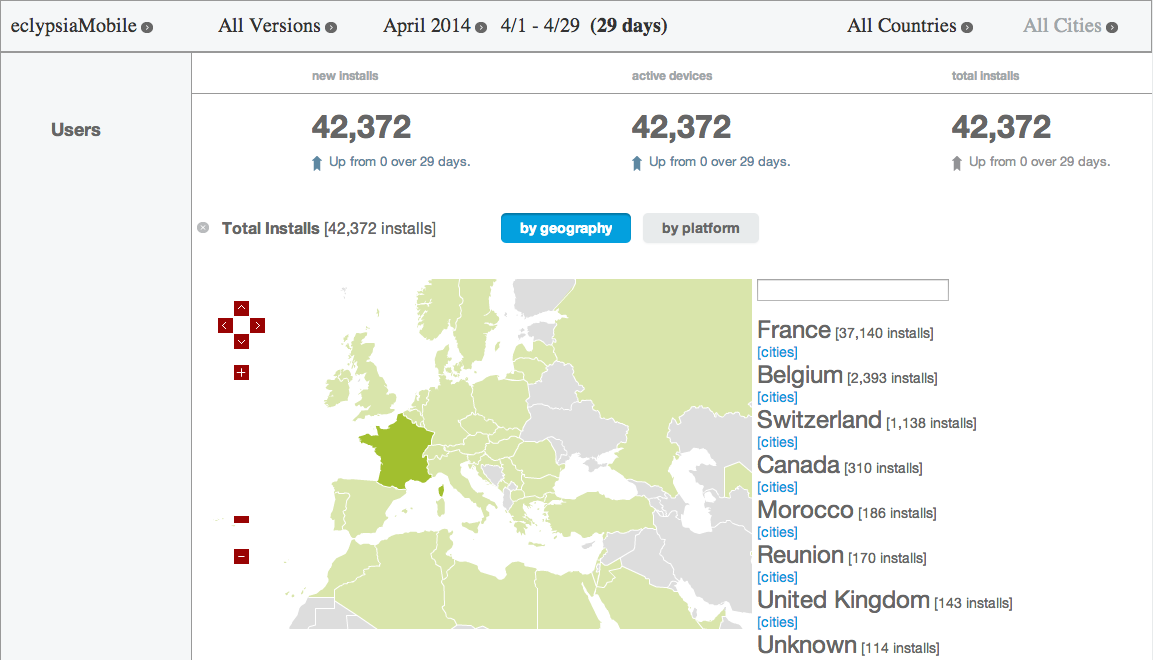 eclypsiaMobile All Versions April 2014 4/1 - 4/29 (29 days) All Countries All Cities
new installs active devices total installs
Users
42,372 42,372 42,372
Up from 0 over 29 days. Up from 0 over 29 days. Up from 0 over 29 days.
Total Installs [42,372 installs] by geography by platform
France [37,140 installs]
[cities]
Belgium [2,393 installs]
[cities]
Switzerland [1,138 installs]
[cities]
Canada [310 installs]
[cities]
Morocco [186 installs]
[cities]
Reunion [170 installs]
[cities]
United Kingdom [143 installs]
[cities]
Unknown [114 installs]